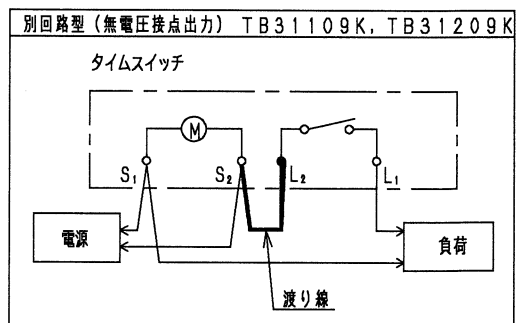 別回路型（無電圧接点出力） TB31109K，TB31209K
タイムスイッチ
M
S₁
S₂
L₂
L₁
電源
負荷
渡り線